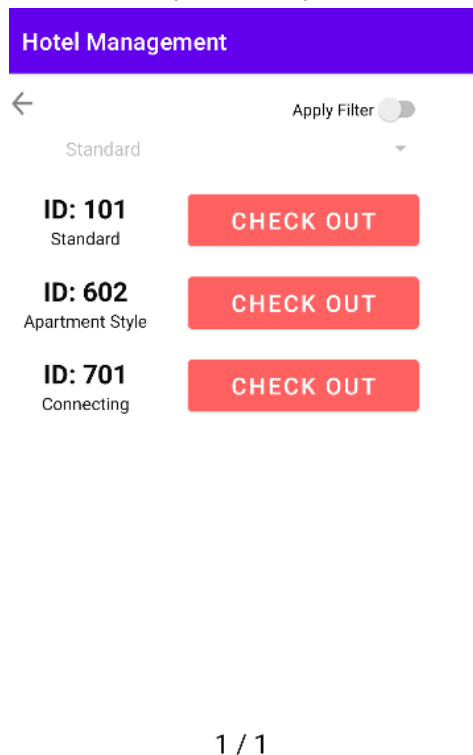 Hotel Management
Apply Filter
Standard
ID: 101
Standard
CHECK OUT
ID: 602
Apartment Style
CHECK OUT
ID: 701
Connecting
CHECK OUT
1 / 1